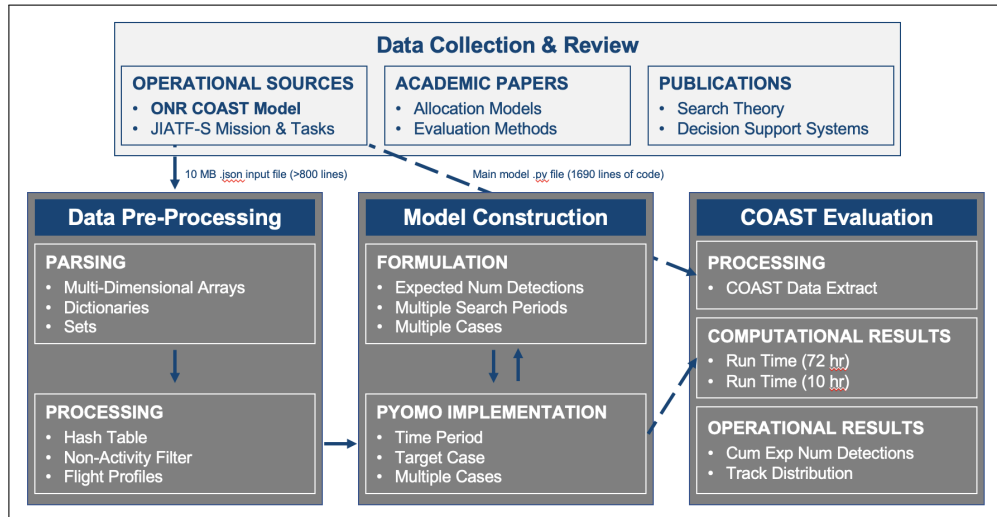 Data Collection & Review
OPERATIONAL SOURCES
• ONR COAST Model
• JIATF-S Mission & Tasks
ACADEMIC PAPERS
• Allocation Models
• Evaluation Methods
PUBLICATIONS
• Search Theory
• Decision Support Systems
10 MB .json input file (>800 lines)
Main model .py file (1690 lines of code)
Data Pre-Processing
PARSING
• Multi-Dimensional Arrays
• Dictionaries
• Sets
PROCESSING
• Hash Table
• Non-Activity Filter
• Flight Profiles
Model Construction
FORMULATION
• Expected Num Detections
• Multiple Search Periods
• Multiple Cases
PYOMO IMPLEMENTATION
• Time Period
• Target Case
• Multiple Cases
COAST Evaluation
PROCESSING
• COAST Data Extract
COMPUTATIONAL RESULTS
• Run Time (72 hr)
• Run Time (10 hr)
OPERATIONAL RESULTS
• Cum Exp Num Detections
• Track Distribution